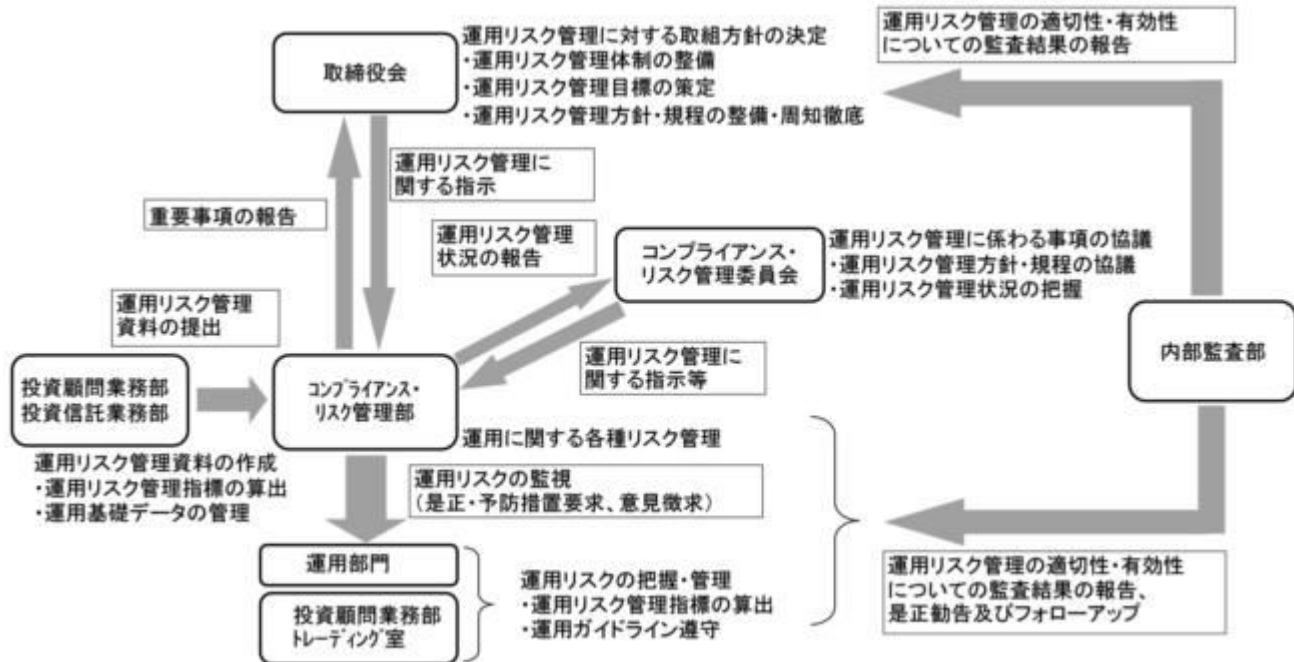 取締役会
運用リスク管理に対する取組方針の決定
・運用リスク管理体制の整備
・運用リスク管理目標の策定
・運用リスク管理方針・規程の整備・周知徹底
運用リスク管理の適切性・有効性
についての監査結果の報告
運用リスク管理に
関する指示
重要事項の報告
運用リスク管理
状況の報告
コンプライアンス・
リスク管理委員会
運用リスク管理に係わる事項の協議
・運用リスク管理方針・規程の協議
・運用リスク管理状況の把握
運用リスク管理
資料の提出
内部監査部
運用リスク管理に
関する指示等
投資顧問業務部
投資信託業務部
コンプライアンス・
リスク管理部
運用に関する各種リスク管理
運用リスク管理資料の作成
・運用リスク管理指標の算出
・運用基礎データの管理
運用リスクの監視
(是正・予防措置要求、意見徴求)
運用部門
投資顧問業務部
トレーディング室
運用リスクの把握・管理
・運用リスク管理指標の算出
・運用ガイドライン遵守
運用リスク管理の適切性・有効性
についての監査結果の報告、
是正勧告及びフォローアップ